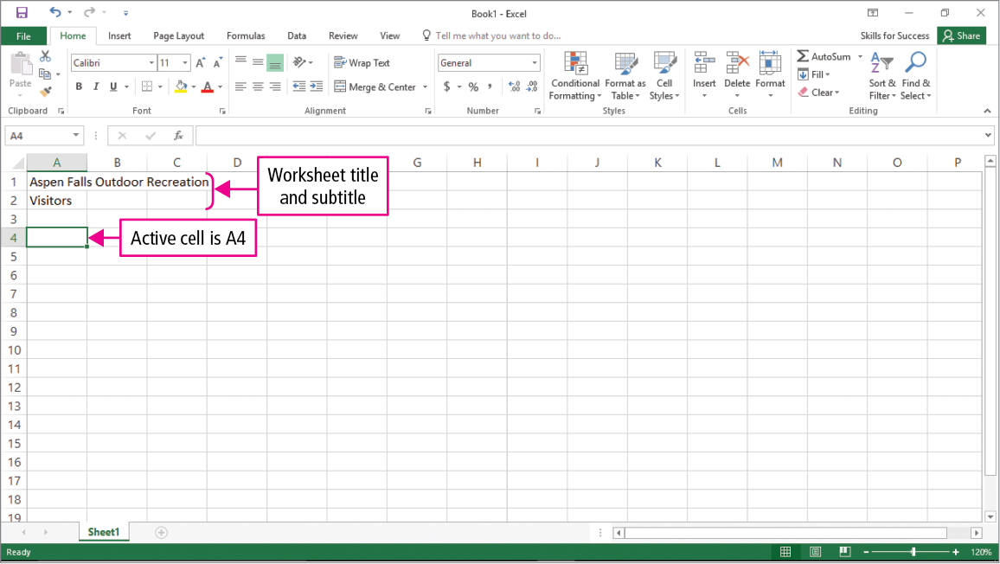 Book1 - Excel
File Home Insert Page Layout Formulas Data Review View Tell me what you want to do... Skills for Success Share
Calibri 11 A A Wrap Text General Σ AutoSum A Z
Paste B I U A Merge & Center $ % , .0 .00 .00 .0 Conditional Format as Cell Insert Delete Format Fill Sort & Find &
Formatting Table Styles Clear Filter Select
Clipboard Font Alignment Number Styles Cells Editing
A4 fx
A B C D G H I J K L M N O P
1 Aspen Falls Outdoor Recreation
2 Visitors
Worksheet title
and subtitle
3
4
Active cell is A4
5
6
7
8
9
10
11
12
13
14
15
16
17
18
19
Sheet1
Ready 120%